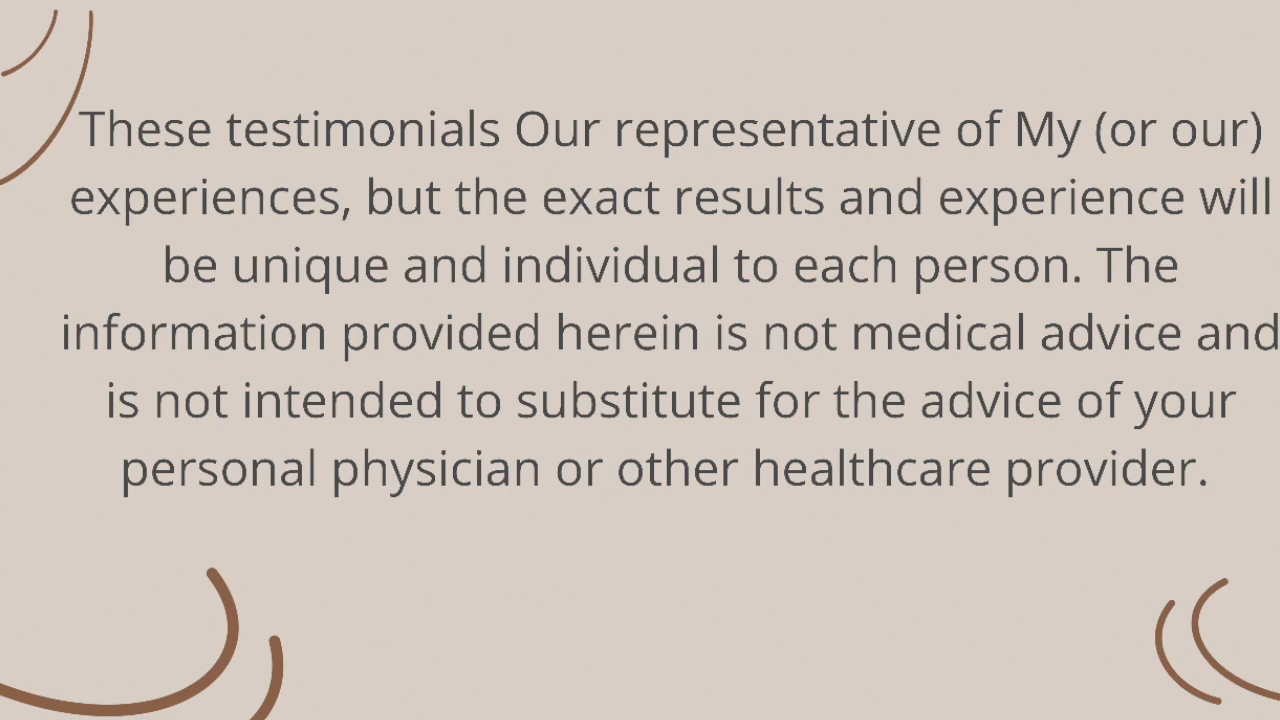 These testimonials Our representative of My (or our)
experiences, but the exact results and experience will
be unique and individual to each person. The
information provided herein is not medical advice and
is not intended to substitute for the advice of your
personal physician or other healthcare provider.